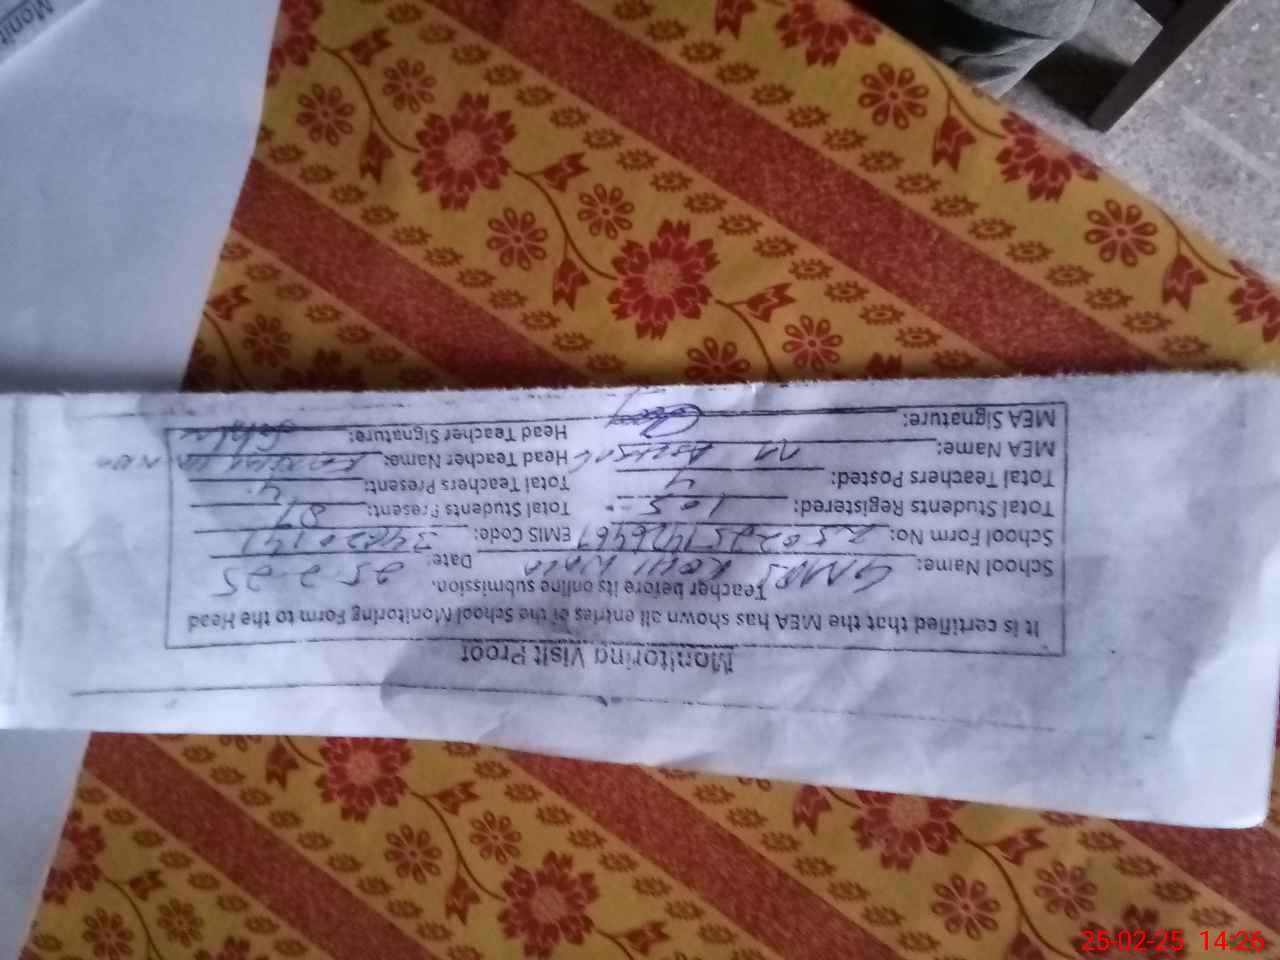 Monit
Monitoring Visit Proof
It is certified that the MEA has shown all entries of the School Monitoring Form to the Head
Teacher before its online submission.
School Name: GMPS Date: 25-2-25
School Form No: EMIS Code:
Total Students Registered: 105 Total Students Present: 87
Total Teachers Posted: 4 Total Teachers Present: 4
MEA Name: Head Teacher Name:
MEA Signature: Head Teacher Signature:
25-02-25 14:26